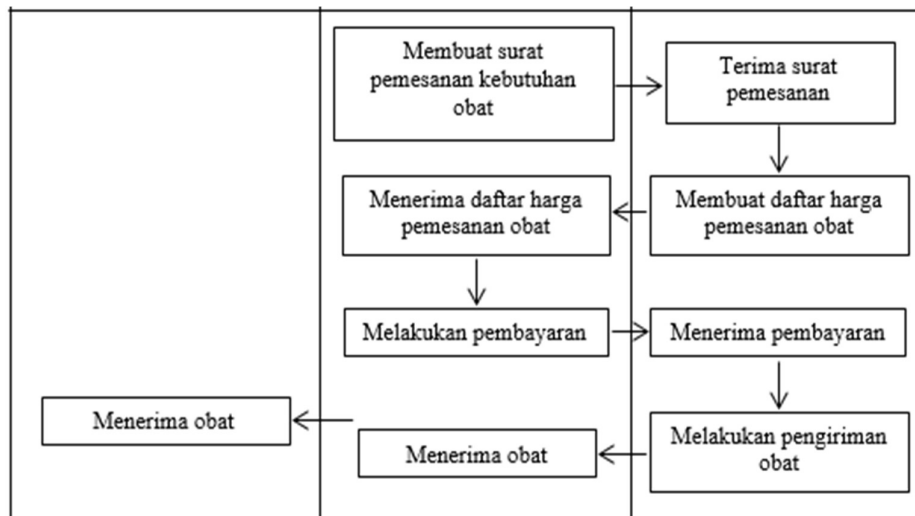 Membuat surat
pemesanan kebutuhan
obat
Terima surat
pemesanan
Menerima daftar harga
pemesanan obat
Membuat daftar harga
pemesanan obat
Melakukan pembayaran
Menerima pembayaran
Menerima obat
Menerima obat
Melakukan pengiriman
obat